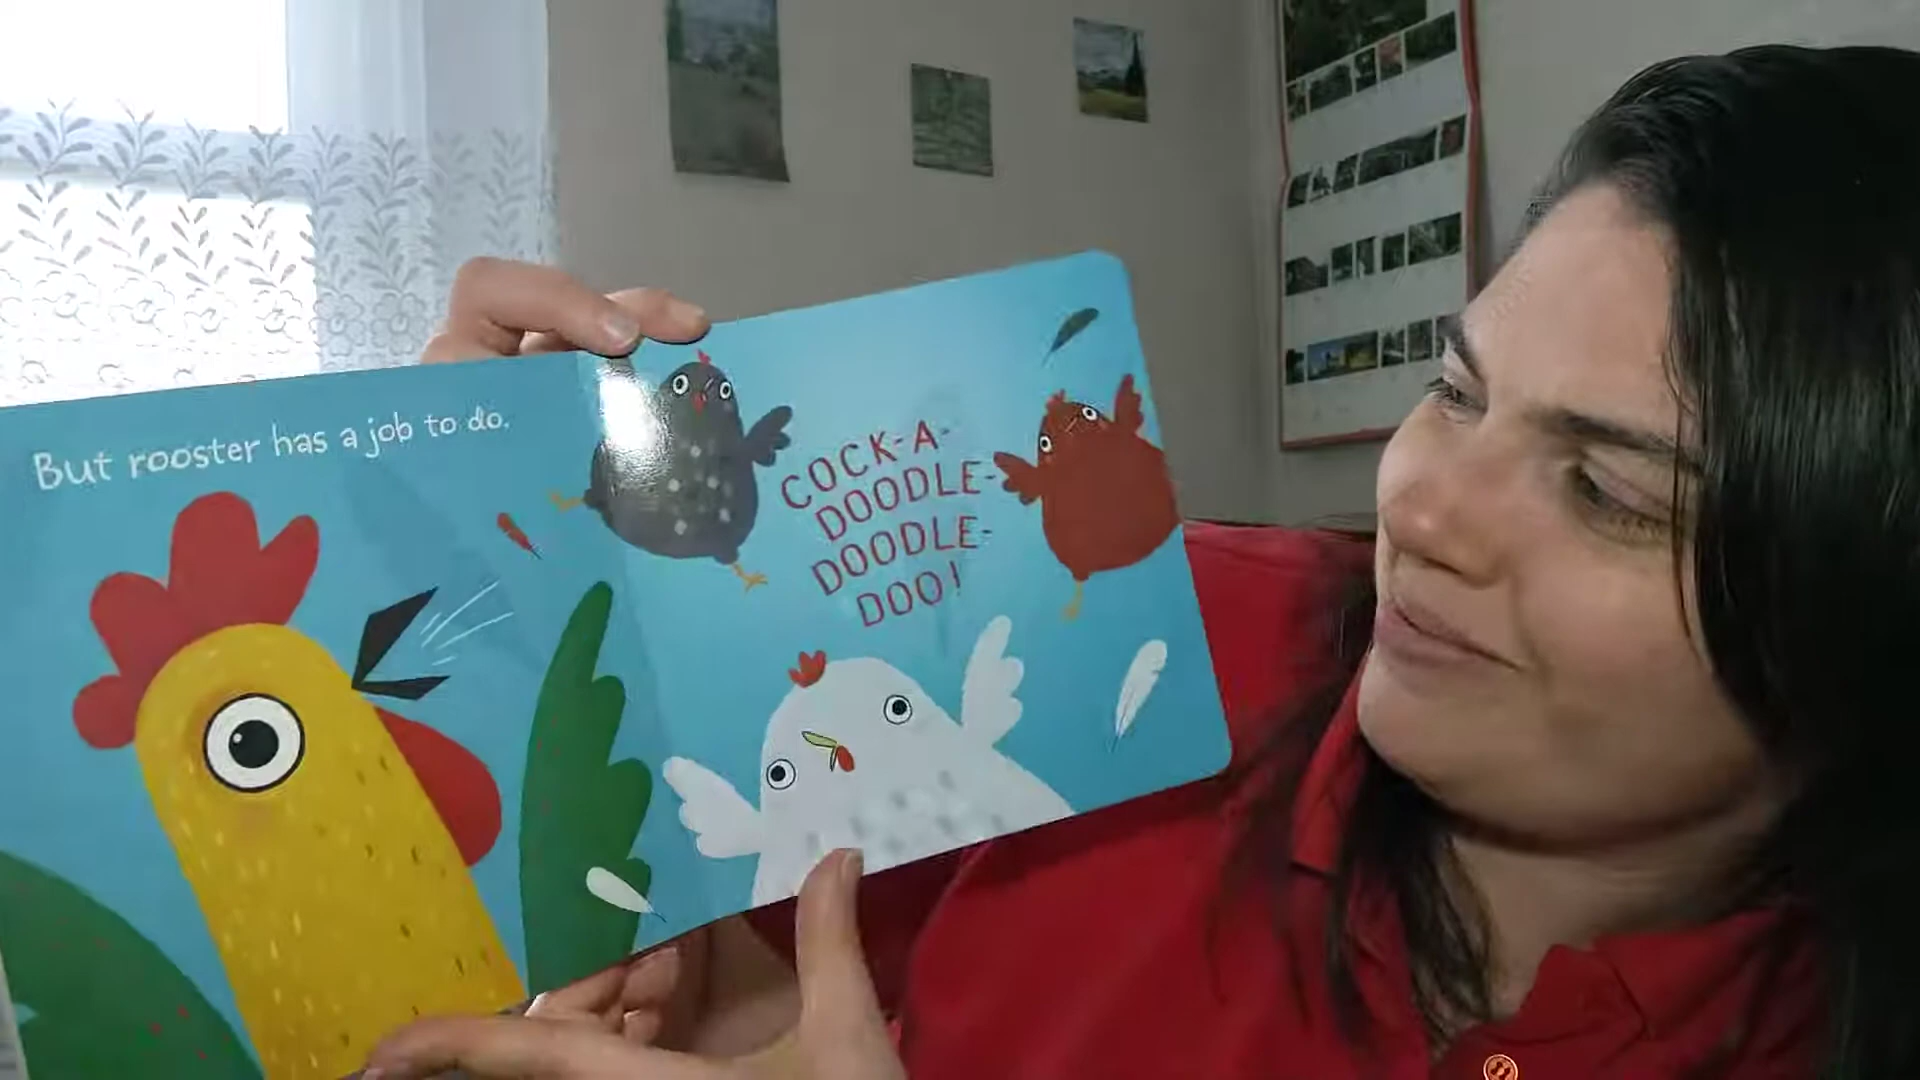 But rooster has a job to do.
COCK-A-
DOODLE-
DOODLE-
DOO!